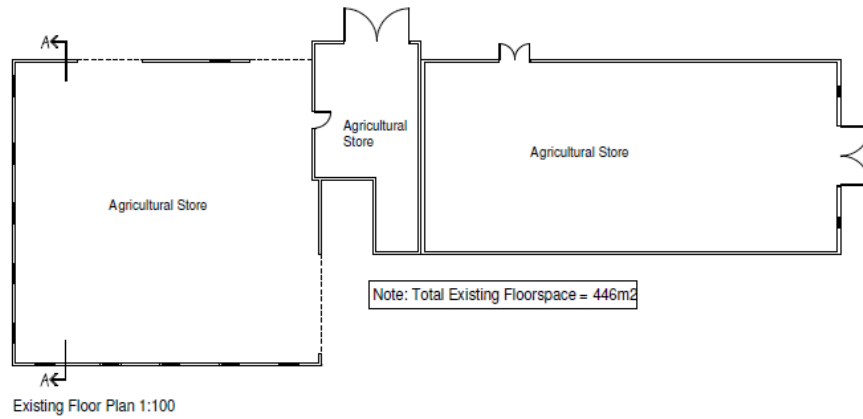 A
Agricultural
Store
Agricultural Store
Agricultural Store
Note: Total Existing Floorspace = 446m2
A
Existing Floor Plan 1:100